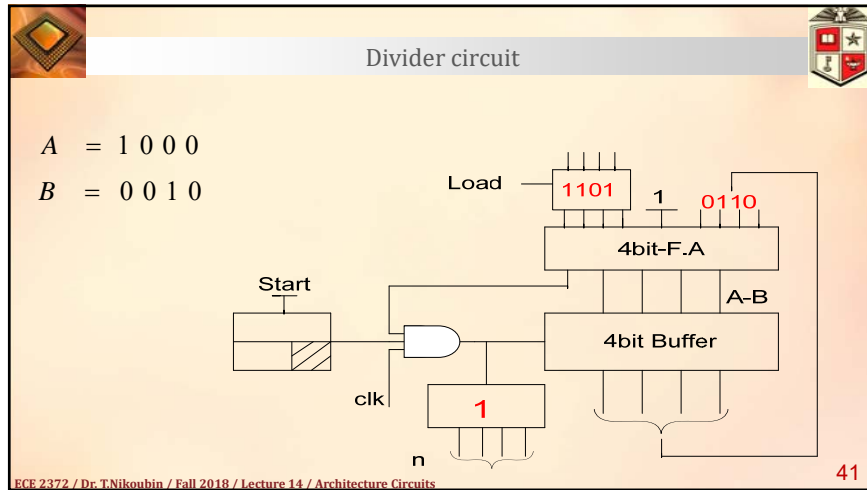 Divider circuit
A = 1 0 0 0
B = 0 0 1 0
Load
1101
1
0110
4bit-F.A
Start
A-B
4bit Buffer
clk
1
n
ECE 2372 / Dr. T.Nikoubin / Fall 2018 / Lecture 14 / Architecture Circuits
41